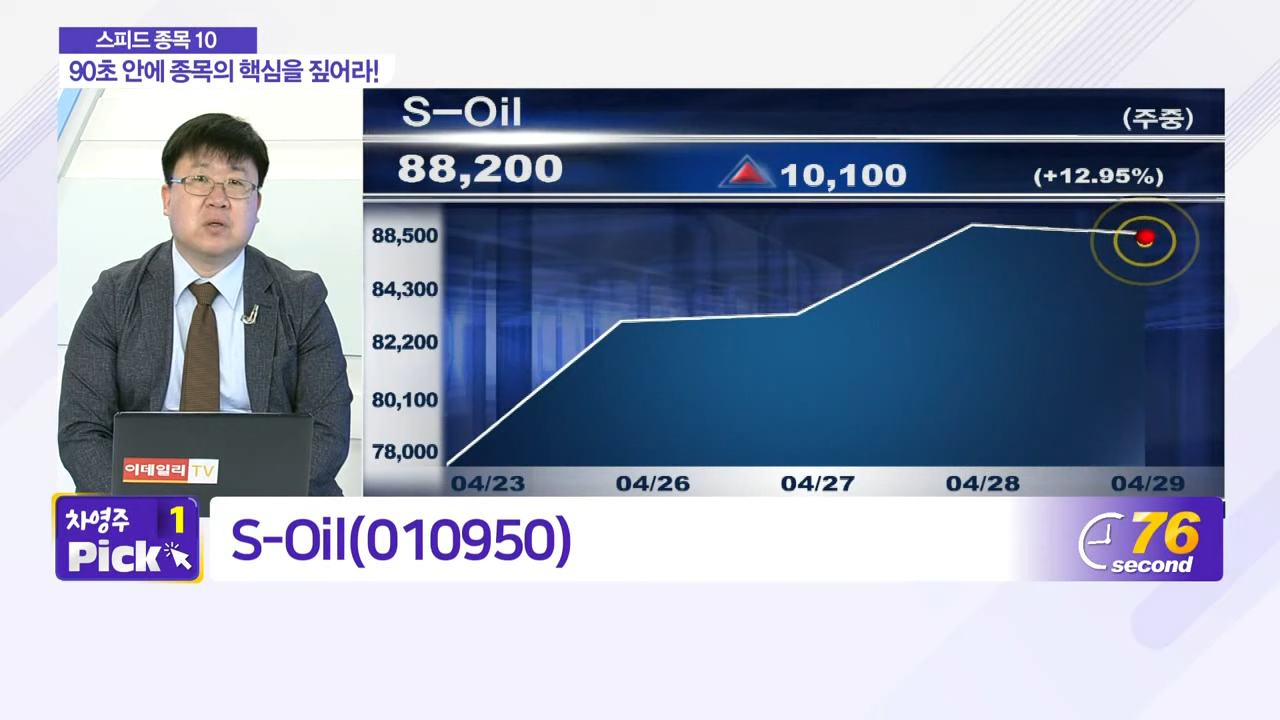 스피드 종목 10
90초 안에 종목의 핵심을 짚어라!
S-Oil
(주중)
88,200
10,100
(+12.95%)
88,500
84,300
82,200
80,100
78,000
04/23
04/26
04/27
04/28
04/29
이데일리 TV
차영주 1
Pick
S-Oil(010950)
76
second